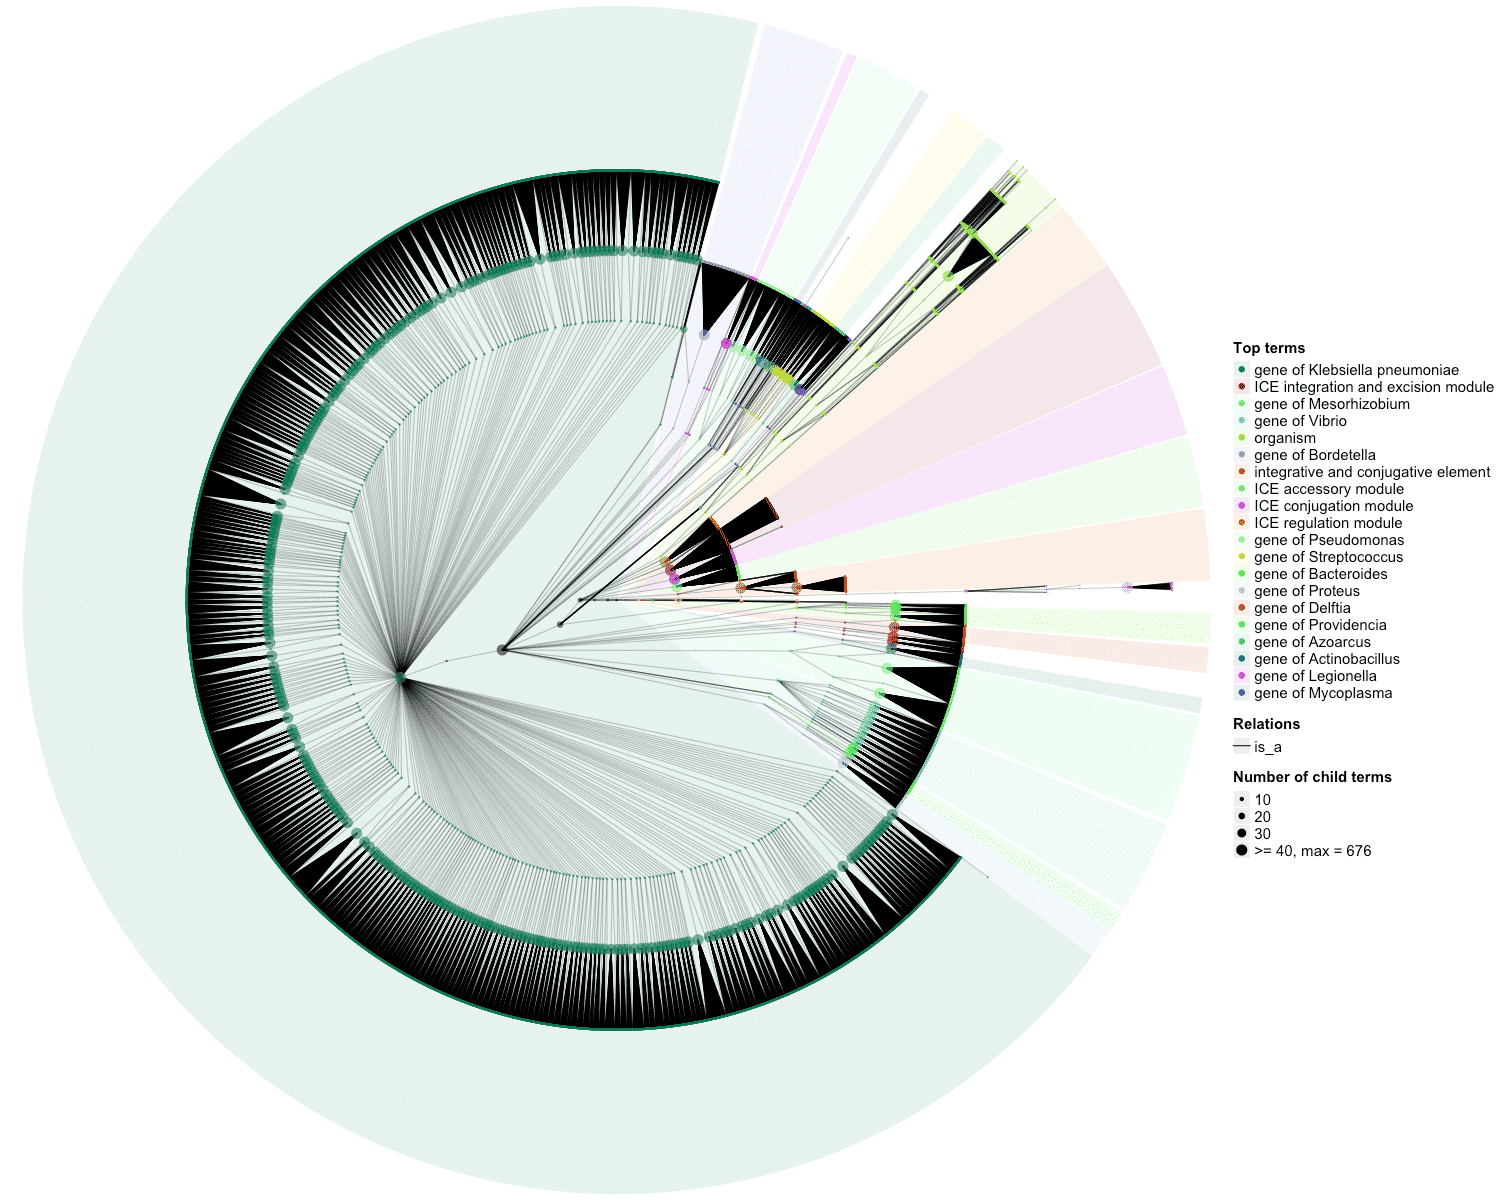 Top terms
gene of Klebsiella pneumoniae
ICE integration and excision module
gene of Mesorhizobium
gene of Vibrio
organism
gene of Bordetella
integrative and conjugative element
ICE accessory module
ICE conjugation module
ICE regulation module
gene of Pseudomonas
gene of Streptococcus
gene of Bacteroides
gene of Proteus
gene of Delftia
gene of Providencia
gene of Azoarcus
gene of Actinobacillus
gene of Legionella
gene of Mycoplasma
Relations
is_a
Number of child terms
10
20
30
>= 40, max = 676